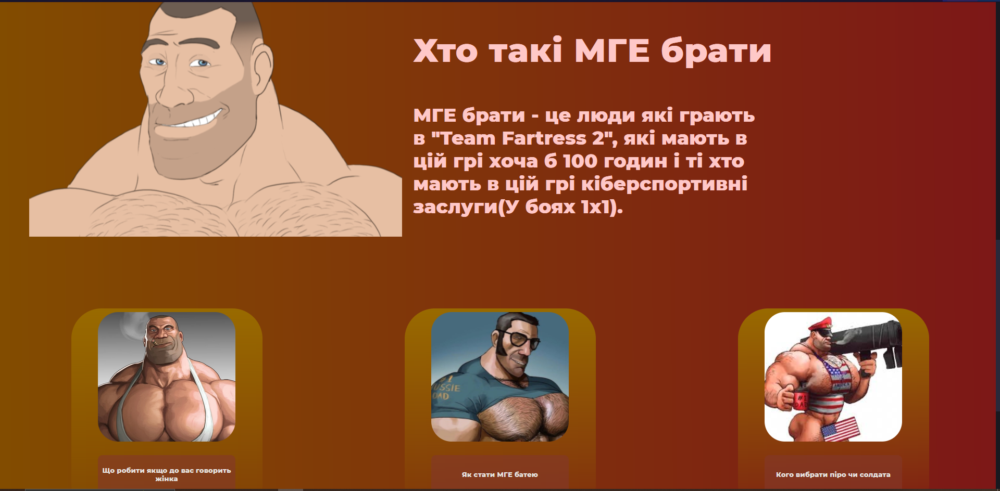 Хто такі МГЕ брати
МГЕ брати - це люди які грають
в "Team Fartress 2", які мають в
цій грі хоча б 100 годин і ті хто
мають в цій грі кіберспортивні
заслуги(У боях 1х1).
#1
USSIE
DAD
#1
DAD
Що робити якщо до вас говорить
жінка
Як стати МГЕ батею
Кого вибрати піро чи солдата